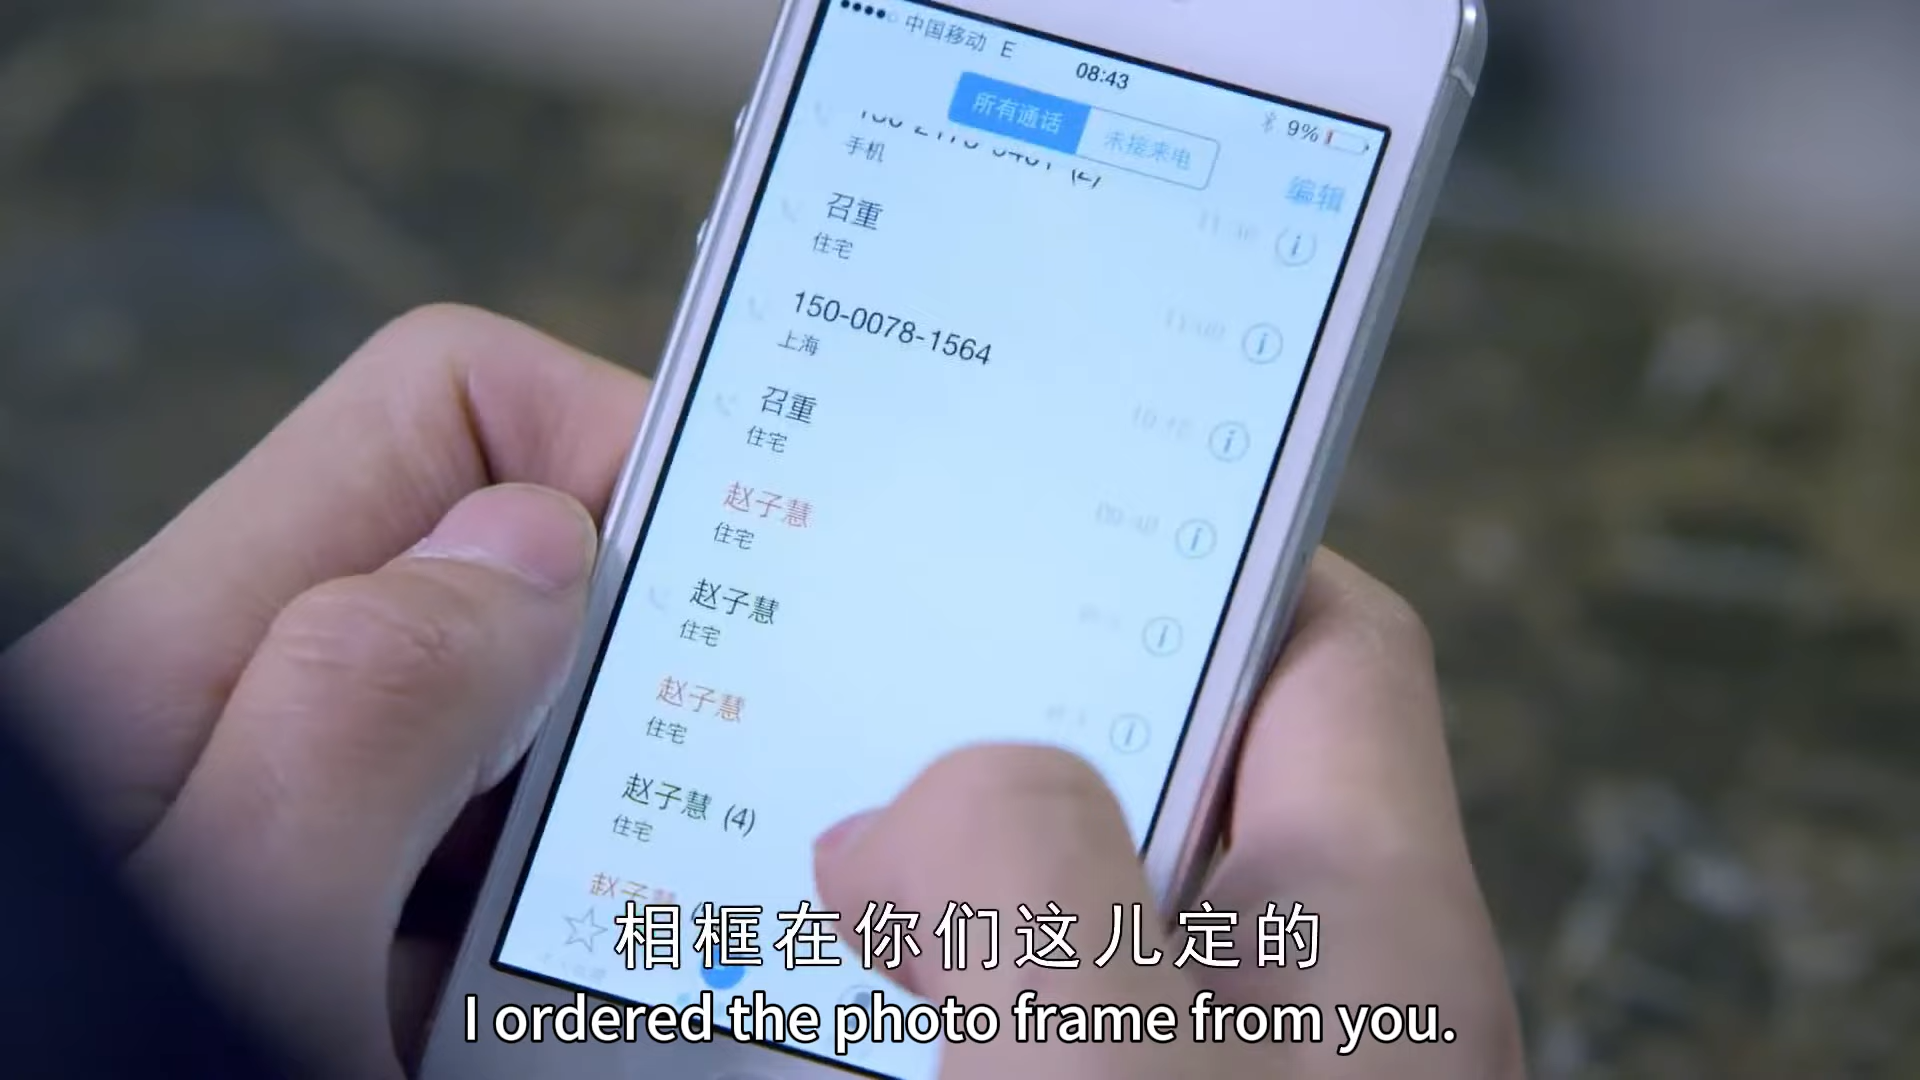 中国移动 E
08:43
9%
所有通话 未接来电
编辑
手机
召重
住宅
150-0078-1564
上海
召重
住宅
赵子慧
住宅
赵子慧
住宅
赵子慧
住宅
赵子慧 (4)
住宅
赵子慧
相框在你们这儿定的
I ordered the photo frame from you.